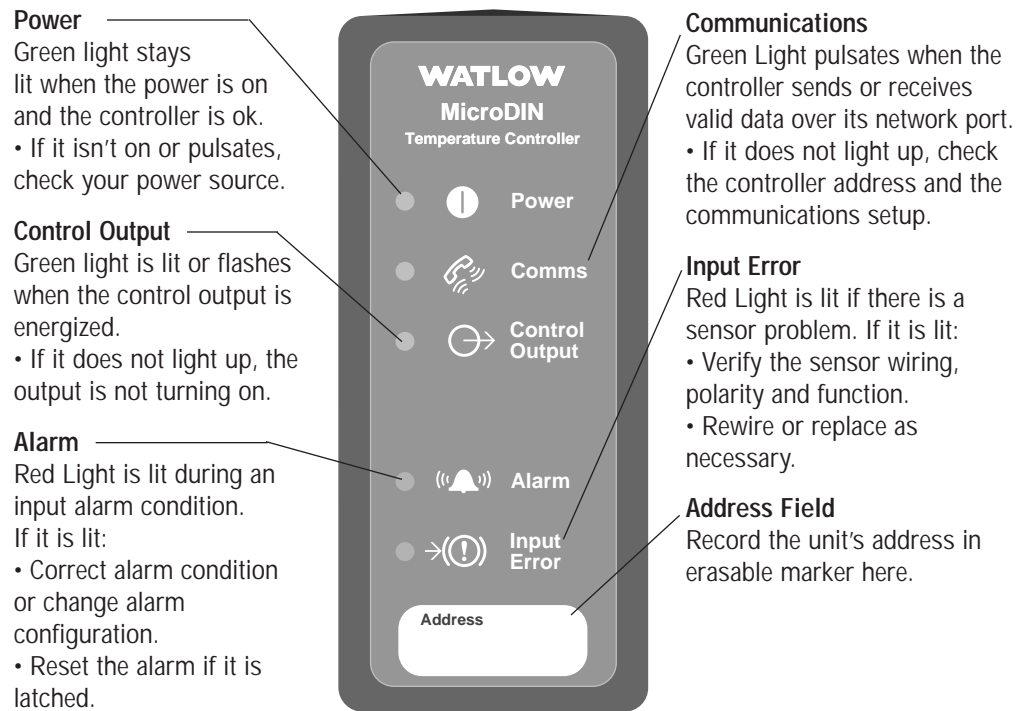 Power
Green light stays
lit when the power is on
and the controller is ok.
• If it isn't on or pulsates,
check your power source.
Control Output
Green light is lit or flashes
when the control output is
energized.
• If it does not light up, the
output is not turning on.
Alarm
Red Light is lit during an
input alarm condition.
If it is lit:
• Correct alarm condition
or change alarm
configuration.
• Reset the alarm if it is
latched.
WATLOW
MicroDIN
Temperature Controller
Power
Comms
Control
Output
Alarm
Input
Error
Address
Communications
Green Light pulsates when the
controller sends or receives
valid data over its network port.
• If it does not light up, check
the controller address and the
communications setup.
Input Error
Red Light is lit if there is a
sensor problem. If it is lit:
• Verify the sensor wiring,
polarity and function.
• Rewire or replace as
necessary.
Address Field
Record the unit's address in
erasable marker here.